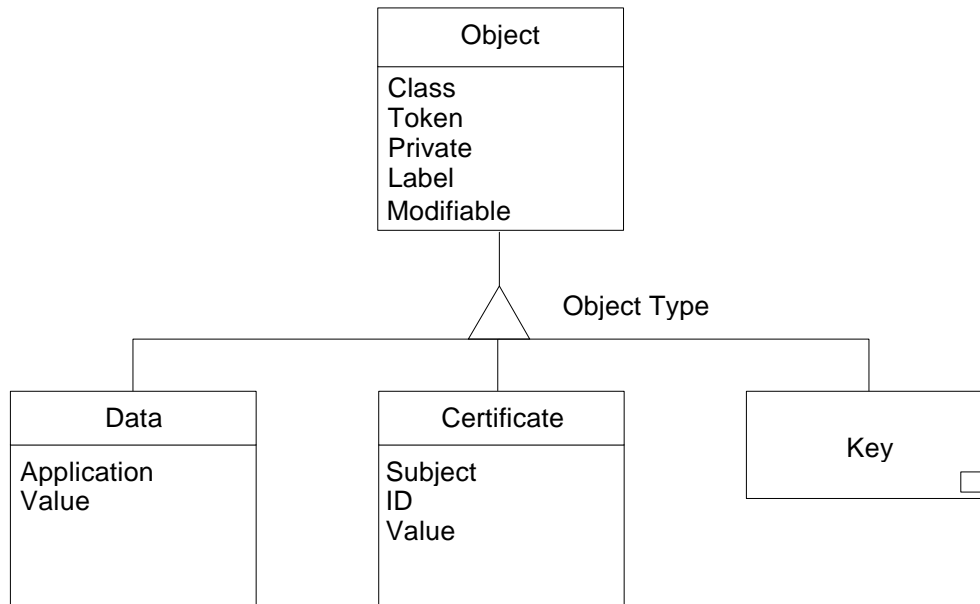 Object
Class
Token
Private
Label
Modifiable
Object Type
Data
Application
Value
Certificate
Subject
ID
Value
Key